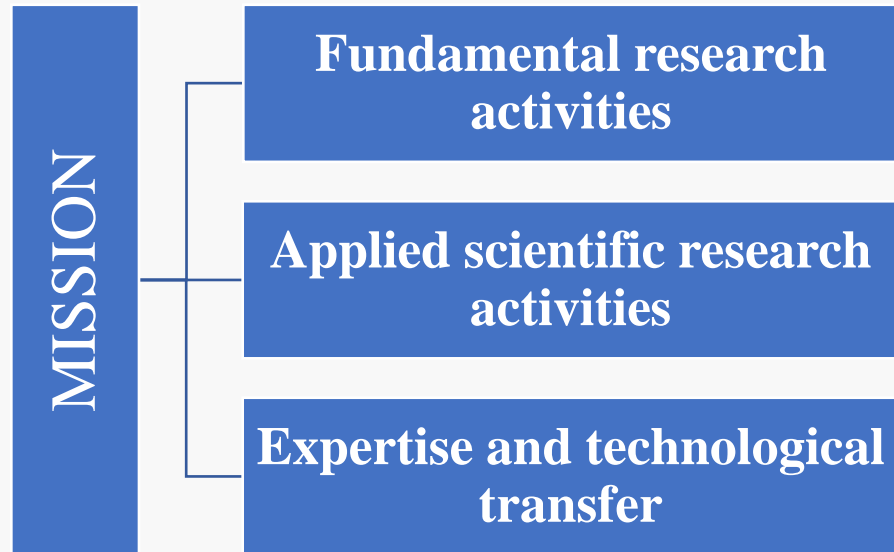 MISSION
Fundamental research
activities
Applied scientific research
activities
Expertise and technological
transfer